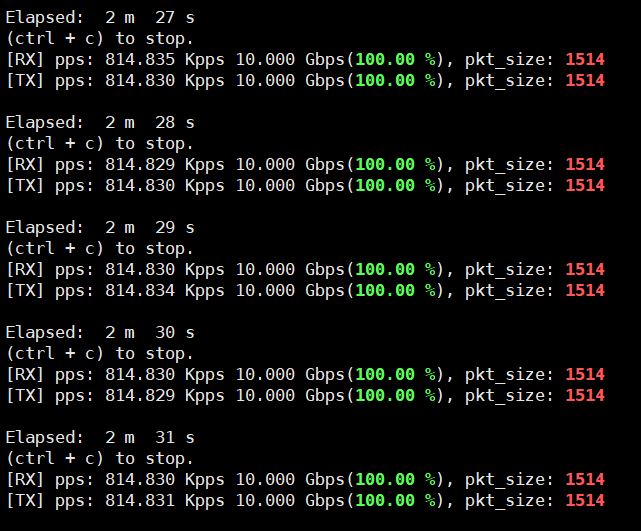 Elapsed:  2 m  27 s
(ctrl + c) to stop.
[RX] pps: 814.835 Kpps 10.000 Gbps(100.00 %), pkt_size: 1514
[TX] pps: 814.830 Kpps 10.000 Gbps(100.00 %), pkt_size: 1514

Elapsed:  2 m  28 s
(ctrl + c) to stop.
[RX] pps: 814.829 Kpps 10.000 Gbps(100.00 %), pkt_size: 1514
[TX] pps: 814.830 Kpps 10.000 Gbps(100.00 %), pkt_size: 1514

Elapsed:  2 m  29 s
(ctrl + c) to stop.
[RX] pps: 814.830 Kpps 10.000 Gbps(100.00 %), pkt_size: 1514
[TX] pps: 814.834 Kpps 10.000 Gbps(100.00 %), pkt_size: 1514

Elapsed:  2 m  30 s
(ctrl + c) to stop.
[RX] pps: 814.830 Kpps 10.000 Gbps(100.00 %), pkt_size: 1514
[TX] pps: 814.829 Kpps 10.000 Gbps(100.00 %), pkt_size: 1514

Elapsed:  2 m  31 s
(ctrl + c) to stop.
[RX] pps: 814.830 Kpps 10.000 Gbps(100.00 %), pkt_size: 1514
[TX] pps: 814.831 Kpps 10.000 Gbps(100.00 %), pkt_size: 1514